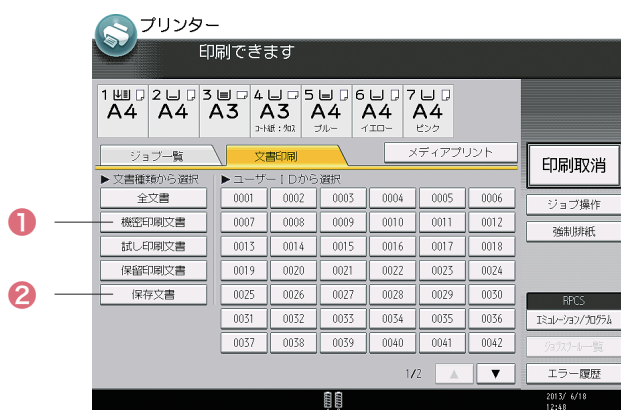 プリンター
印刷できます
1 2 3 4 5 6 7
A4 A4 A3 A3 A4 A4 A4
コート紙:グロス ブルー イエロー ピンク
ジョブ一覧 文書印刷 メディアプリント
印刷取消
▶文書種類から選択 ▶ユーザーIDから選択
全文書 0001 0002 0003 0004 0005 0006
ジョブ操作
1 機密印刷文書 0007 0008 0009 0010 0011 0012
強制排紙
試し印刷文書 0013 0014 0015 0016 0017 0018
保留印刷文書 0019 0020 0021 0022 0023 0024
2 保存文書 0025 0026 0027 0028 0029 0030
RPCS
0031 0032 0033 0034 0035 0036
エミュレーション/プログラム
0037 0038 0039 0040 0041 0042
ジョブスプール一覧
1/2 ▲ ▼
エラー履歴
2013/ 6/18
12:48